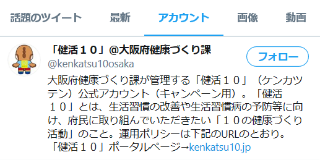 話題のツイート 最新 アカウント 画像 動画
「健活１０」@大阪府健康づくり課
@kenkatsu10osaka
フォロー
大阪府健康づくり課が管理する「健活１０」（ケンカツ
テン）公式アカウント（キャンペーン用）。「健活
１０」とは、生活習慣の改善や生活習慣病の予防等に向
け、府民に取り組んでいただきたい「１０の健康づくり
活動」のこと。運用ポリシーは下記のURLのとおり。
「健活１０」ポータルページ→kenkatsu10.jp